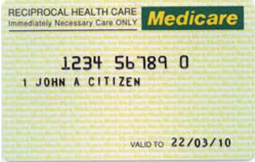 RECIPROCAL HEALTH CARE
Immediately Necessary Care ONLY
Medicare
1234 56789 0
1 JOHN A CITIZEN
VALID TO 22/03/10